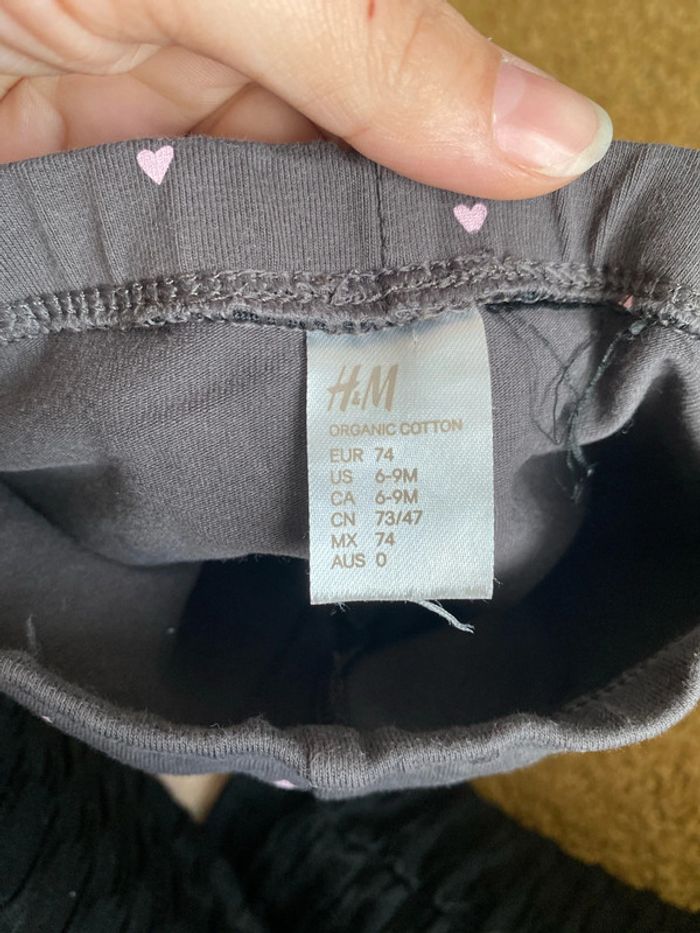 H&M
ORGANIC COTTON
EUR 74
US 6-9M
CA 6-9M
CN 73/47
MX 74
AUS 0